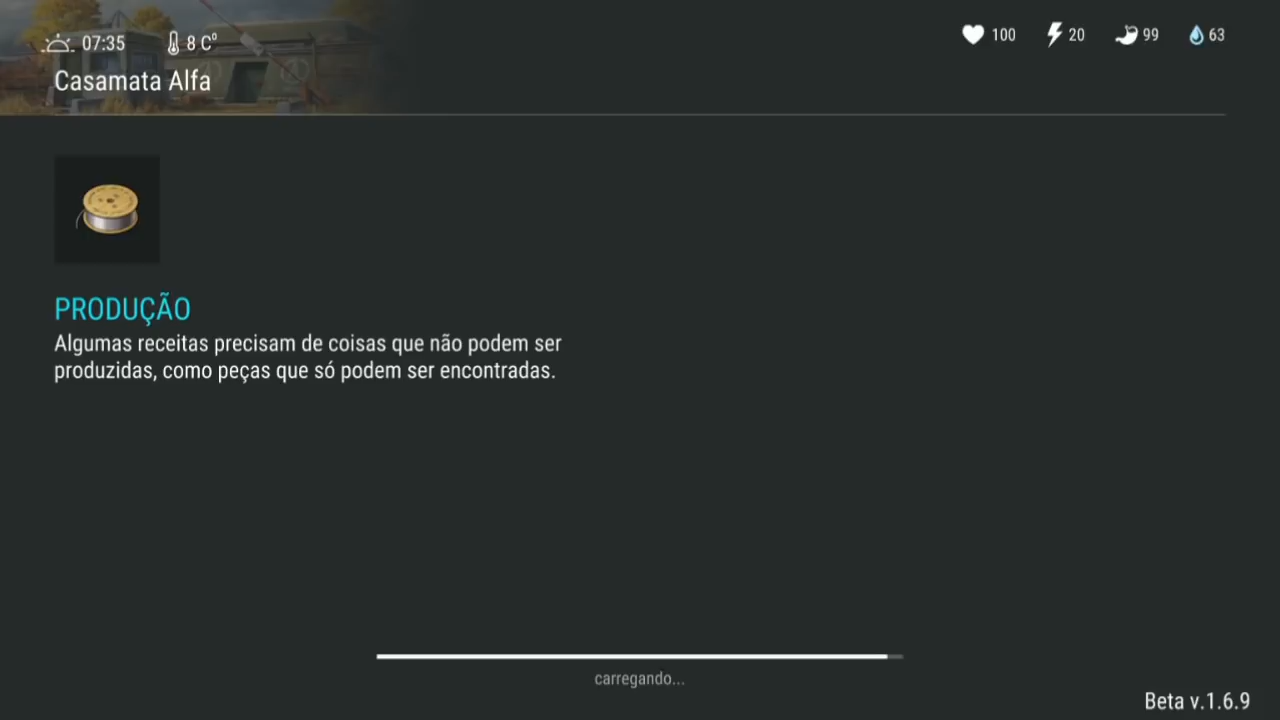 07:35 8 Cº 100 20 99 63
Casamata Alfa
PRODUÇÃO
Algumas receitas precisam de coisas que não podem ser
produzidas, como peças que só podem ser encontradas.
carregando...
Beta v.1.6.9